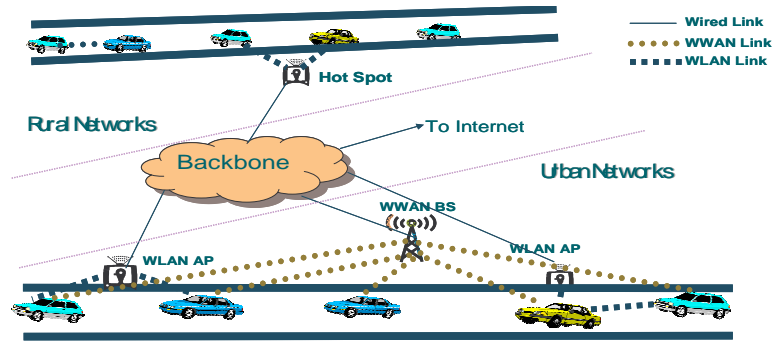 Wired Link
WWAN Link
WLAN Link
Hot Spot
Rural Networks
To Internet
Backbone
Urban Networks
WWAN BS
WLAN AP
WLAN AP